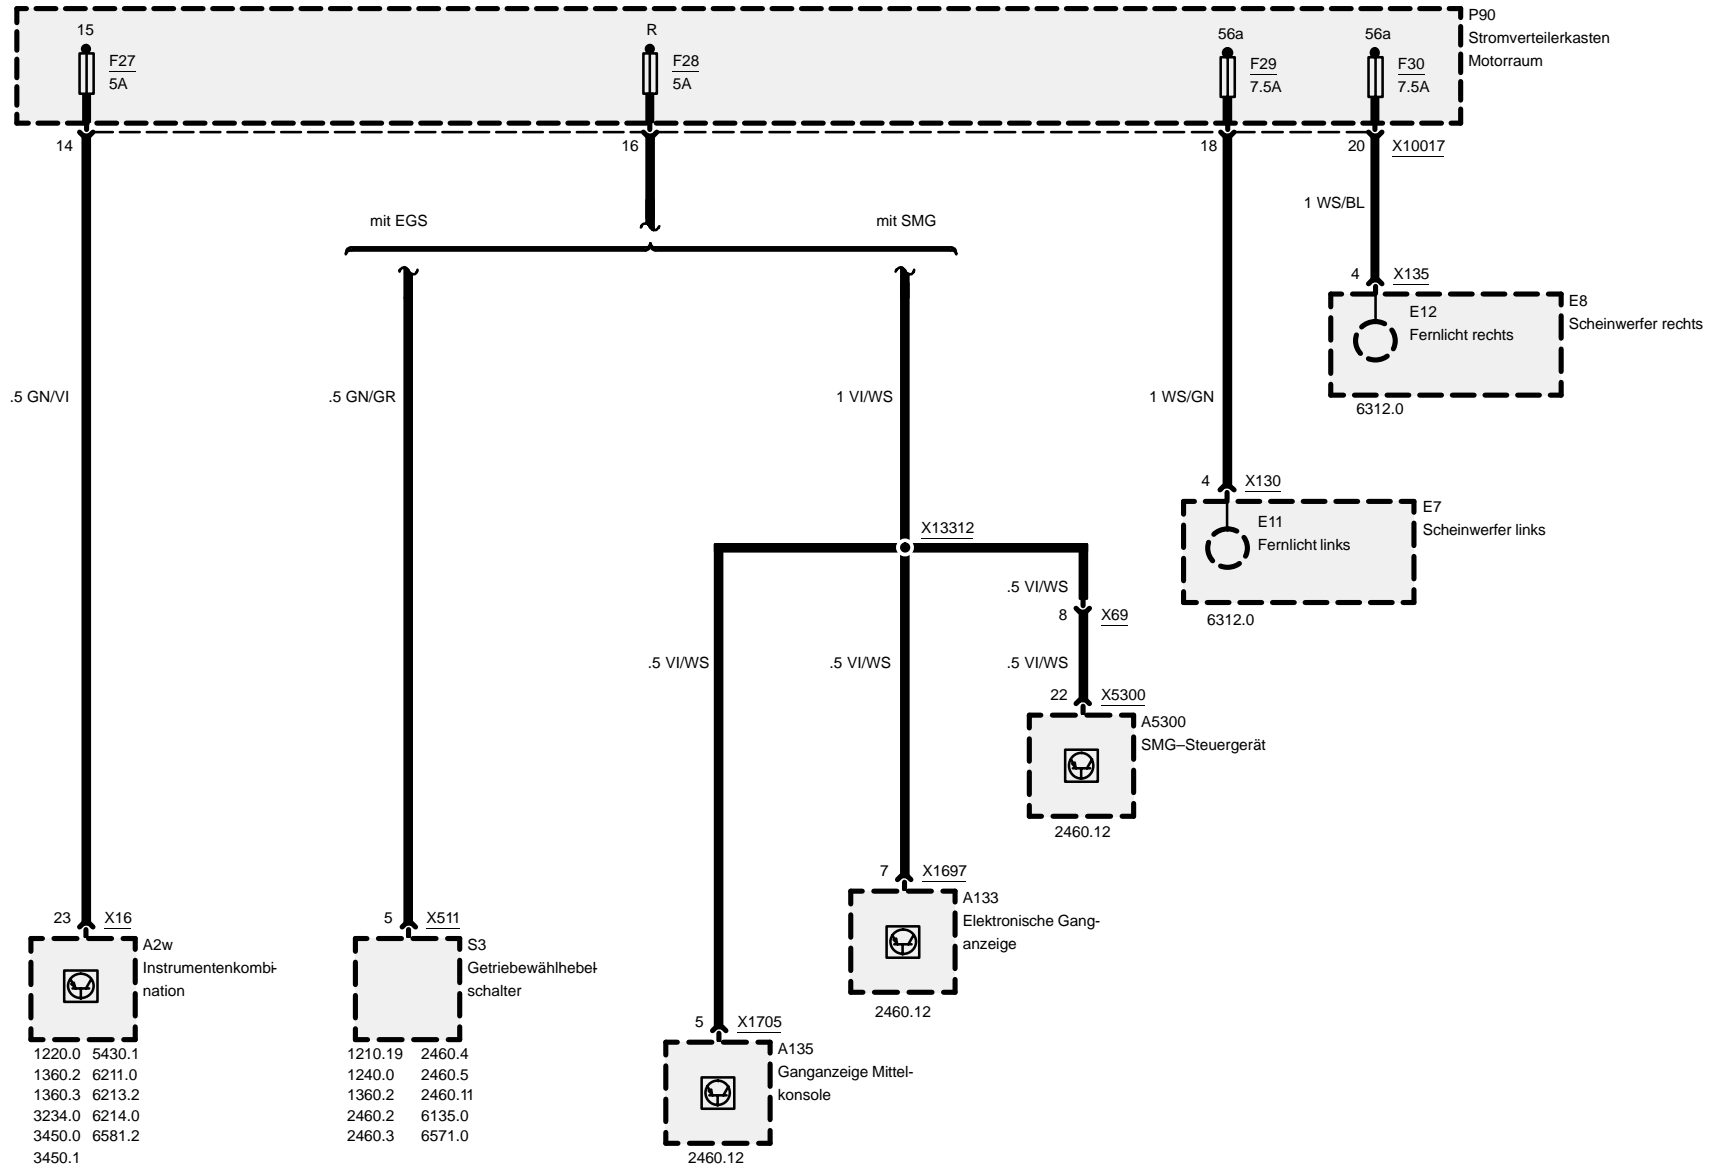 P90
Stromverteilerkasten
Motorraum
15
F27
5A
R
F28
5A
56a
F29
7.5A
56a
F30
7.5A
14
16
18
20
X10017
mit EGS
mit SMG
1 WS/BL
4
X135
E8
Scheinwerfer rechts
E12
Fernlicht rechts
6312.0
.5 GN/VI
.5 GN/GR
1 VI/WS
1 WS/GN
4
X130
E7
Scheinwerfer links
E11
Fernlicht links
6312.0
X13312
.5 VI/WS
8
X69
.5 VI/WS
.5 VI/WS
.5 VI/WS
22
X5300
A5300
SMG–Steuergerät
2460.12
7
X1697
A133
Elektronische Gang-
anzeige
2460.12
23
X16
A2w
Instrumentenkombi-
nation
1220.0 5430.1
1360.2 6211.0
1360.3 6213.2
3234.0 6214.0
3450.0 6581.2
3450.1
5
X511
S3
Getriebewählhebel-
schalter
1210.19 2460.4
1240.0 2460.5
1360.2 2460.11
2460.2 6135.0
2460.3 6571.0
5
X1705
A135
Ganganzeige Mittel-
konsole
2460.12